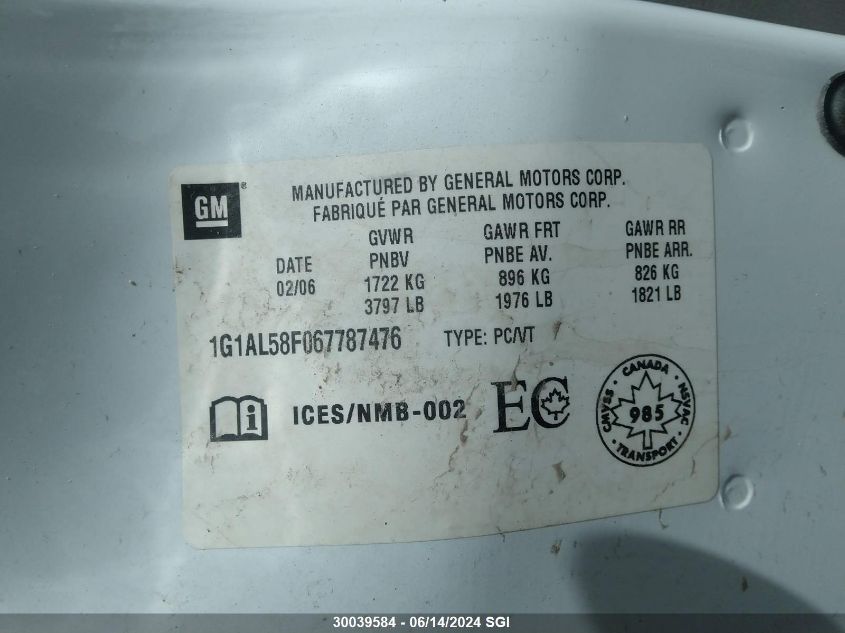 GM®
MANUFACTURED BY GENERAL MOTORS CORP.
FABRIQUÉ PAR GENERAL MOTORS CORP.
DATE
02/06
GVWR
PNBV
1722 KG
3797 LB
GAWR FRT
PNBE AV.
896 KG
1976 LB
GAWR RR
PNBE ARR.
826 KG
1821 LB
1G1AL58F067787476 TYPE: PC/VT
i ICES/NMB-002 EC
CANADA
CMVSS
985
NSVAC
TRANSPORT
30039584 - 06/14/2024 SGI